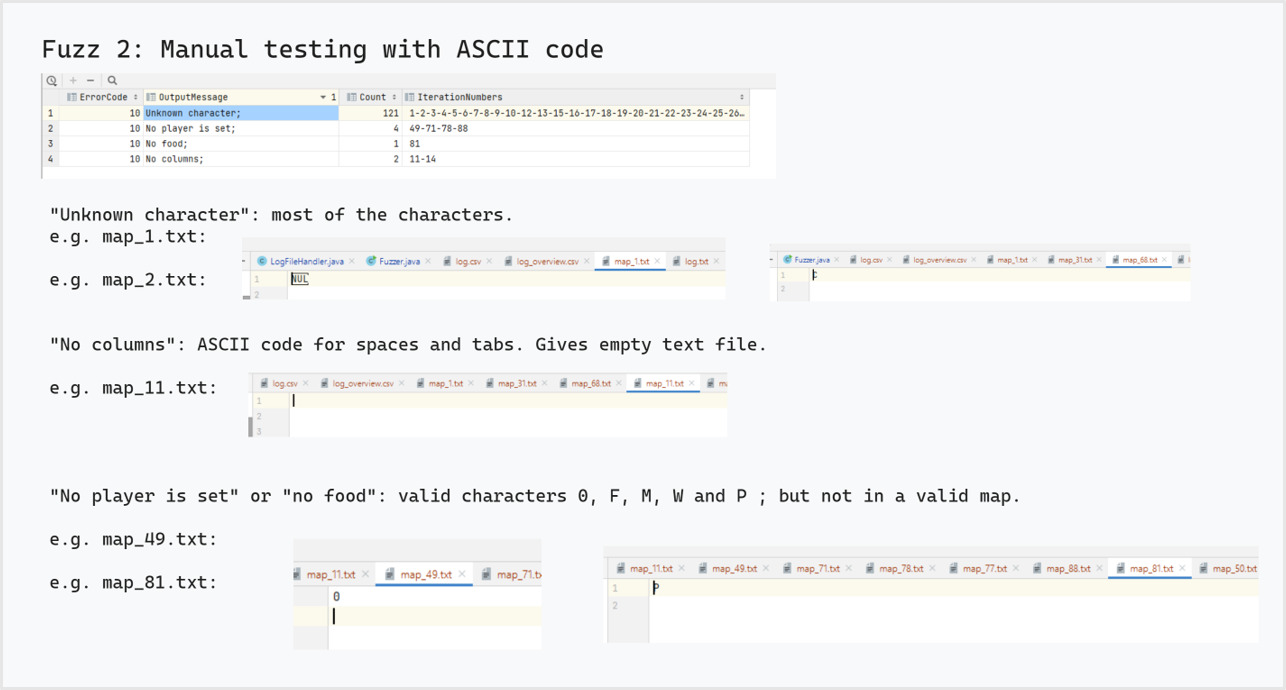 Fuzz 2: Manual testing with ASCII code
ErrorCode OutputMessage 1 Count IterationNumbers
1 10 Unknown character; 121 1-2-3-4-5-6-7-8-9-10-12-13-15-16-17-18-19-20-21-22-23-24-25-26…
2 10 No player is set; 4 49-71-78-88
3 10 No food; 1 81
4 10 No columns; 2 11-14
"Unknown character": most of the characters.
e.g. map_1.txt:
e.g. map_2.txt:
LogFileHandler.java Fuzzer.java log.csv log_overview.csv map_1.txt log.txt
1 NUL
2
Fuzzer.java log.csv log_overview.csv map_1.txt map_31.txt map_68.txt
1
2
"No columns": ASCII code for spaces and tabs. Gives empty text file.
e.g. map_11.txt:
log.csv log_overview.csv map_1.txt map_31.txt map_68.txt map_11.txt
1
2
3
"No player is set" or "no food": valid characters 0, F, M, W and P ; but not in a valid map.
e.g. map_49.txt:
e.g. map_81.txt:
map_11.txt map_49.txt map_71.tx
0
map_11.txt map_49.txt map_71.txt map_78.txt map_77.txt map_88.txt map_81.txt map_50.txt
1 P
2